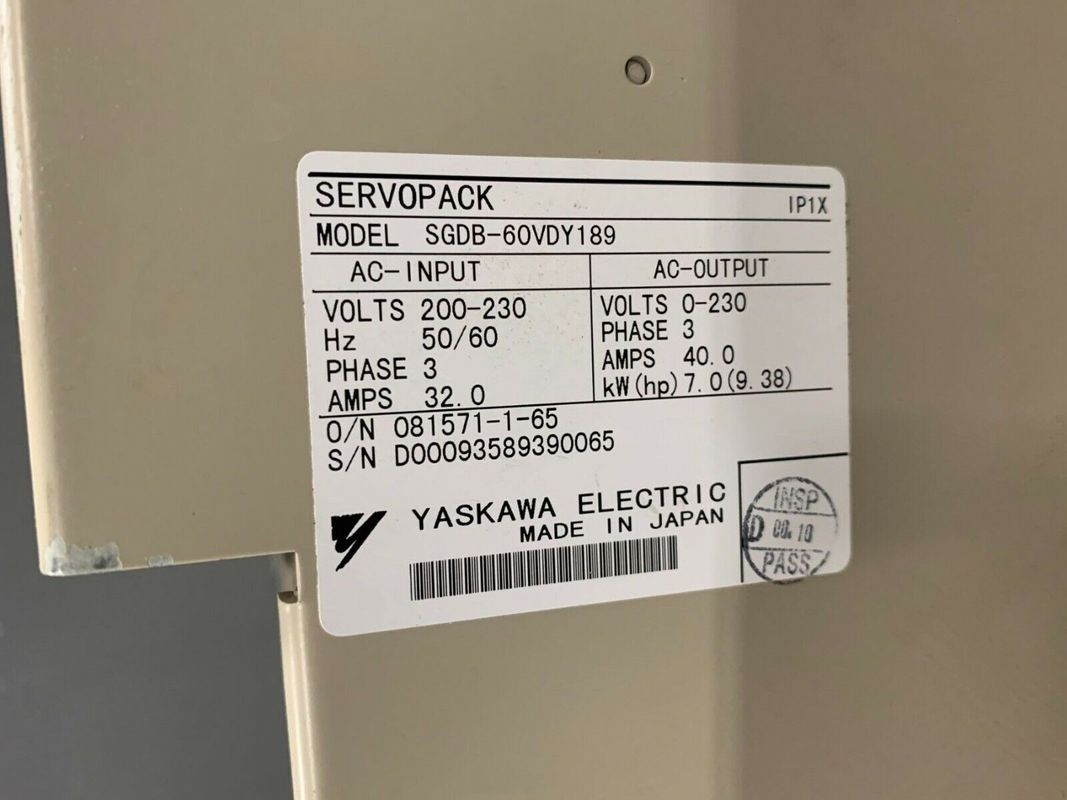 SERVOPACK IP1X
MODEL SGDB-60VDY189
AC-INPUT AC-OUTPUT
VOLTS 200-230 VOLTS 0-230
Hz 50/60 PHASE 3
PHASE 3 AMPS 40.0
AMPS 32.0 kW(hp) 7.0(9.38)
O/N 081571-1-65
S/N D00093589390065
YASKAWA ELECTRIC
MADE IN JAPAN
INSP
D
PASS